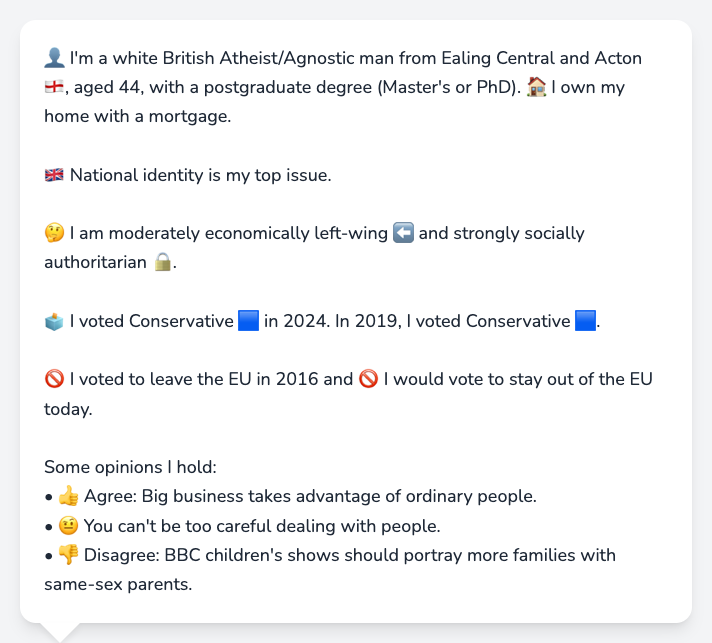 👤 I'm a white British Atheist/Agnostic man from Ealing Central and Acton
🏴󠁧󠁢󠁥󠁮󠁧󠁿, aged 44, with a postgraduate degree (Master's or PhD). 🏠 I own my
home with a mortgage.
🇬🇧 National identity is my top issue.
🤔 I am moderately economically left-wing ⬅️ and strongly socially
authoritarian 🔒.
🗳️ I voted Conservative 🟦 in 2024. In 2019, I voted Conservative 🟦.
🚫 I voted to leave the EU in 2016 and 🚫 I would vote to stay out of the EU
today.
Some opinions I hold:
• 👍 Agree: Big business takes advantage of ordinary people.
• 🤨 You can't be too careful dealing with people.
• 👎 Disagree: BBC children's shows should portray more families with
same-sex parents.